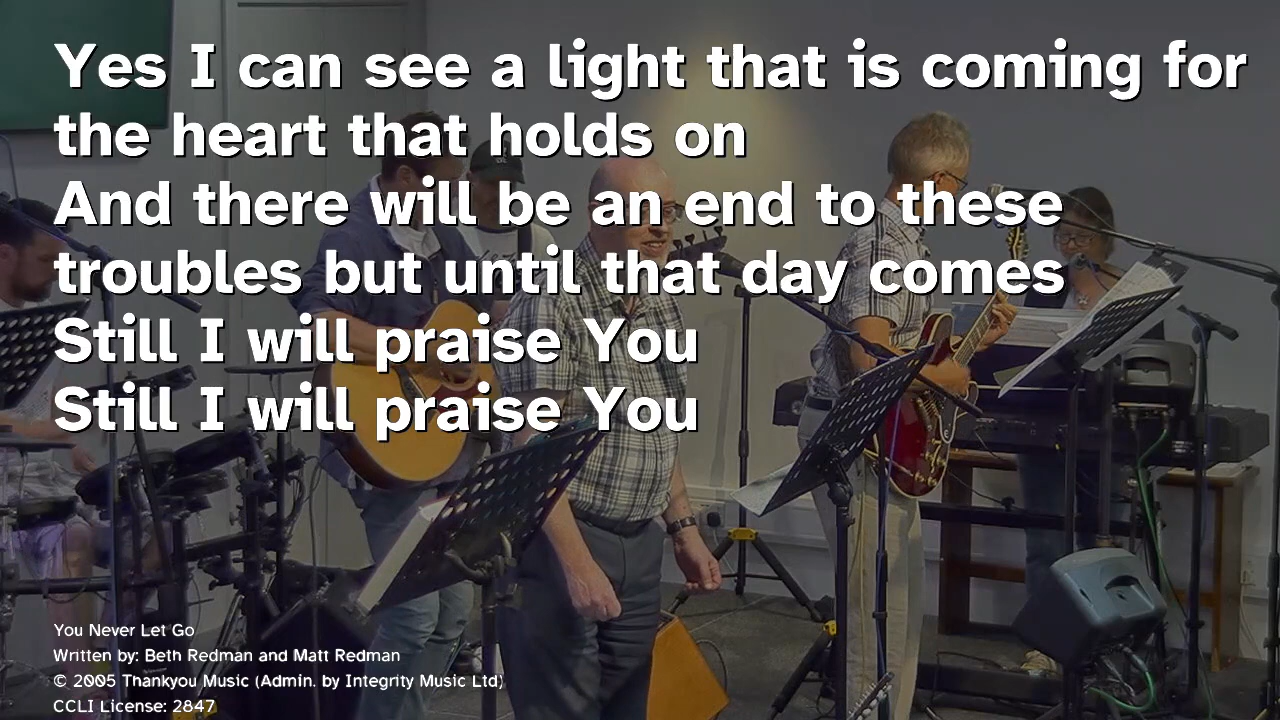 Yes I can see a light that is coming for
the heart that holds on
And there will be an end to these
troubles but until that day comes
Still I will praise You
Still I will praise You
You Never Let Go
Written by: Beth Redman and Matt Redman
© 2005 Thankyou Music (Admin. by Integrity Music Ltd)
CCLI License: 2847